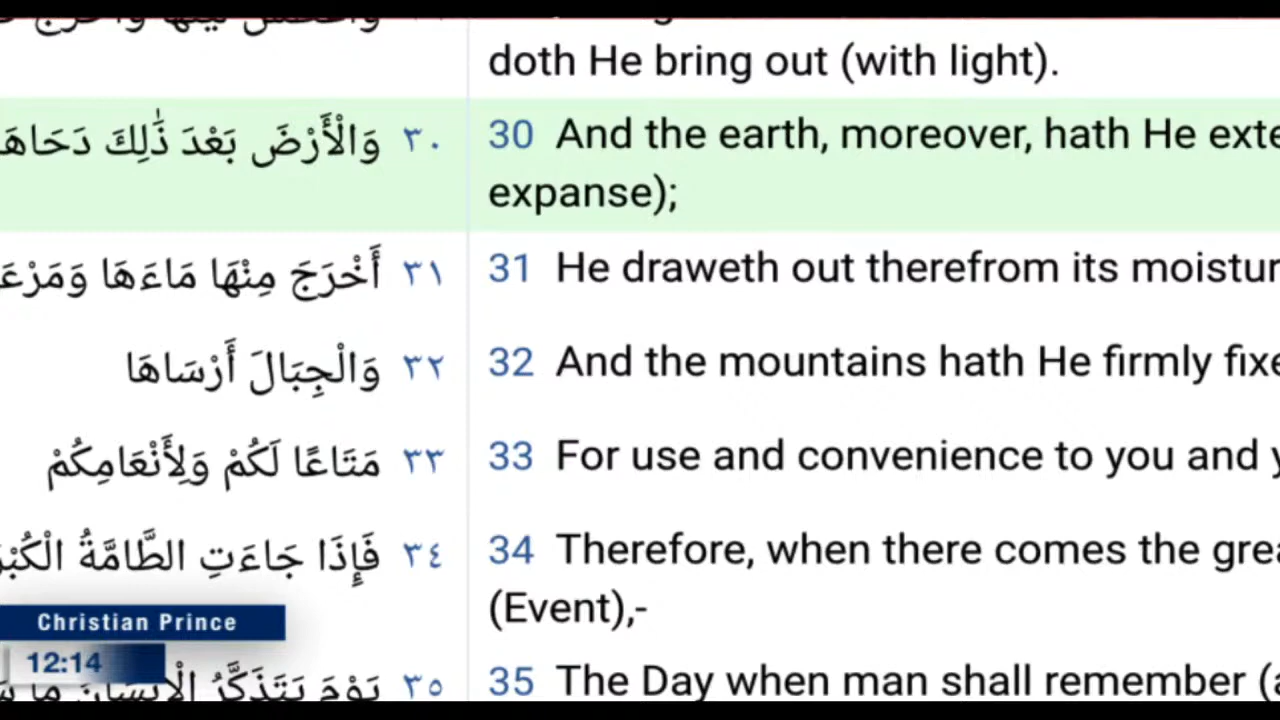 doth He bring out (with light).
وَالْأَرْضَ بَعْدَ ذَٰلِكَ دَحَاهَ ٣٠
30 And the earth, moreover, hath He exte
expanse);
أَخْرَجَ مِنْهَا مَاءَهَا وَمَرْعَ ٣١
31 He draweth out therefrom its moistur
وَالْجِبَالَ أَرْسَاهَا ٣٢
32 And the mountains hath He firmly fixe
مَتَاعًا لَكُمْ وَلِأَنْعَامِكُمْ ٣٣
33 For use and convenience to you and y
فَإِذَا جَاءَتِ الطَّامَّةُ الْكُبْرَ ٣٤
34 Therefore, when there comes the grea
(Event),-
Christian Prince
12:14
يَوْمَ يَتَذَكَّرُ الْإِنْسَانُ مَا سَ ٣٥
35 The Day when man shall remember (a